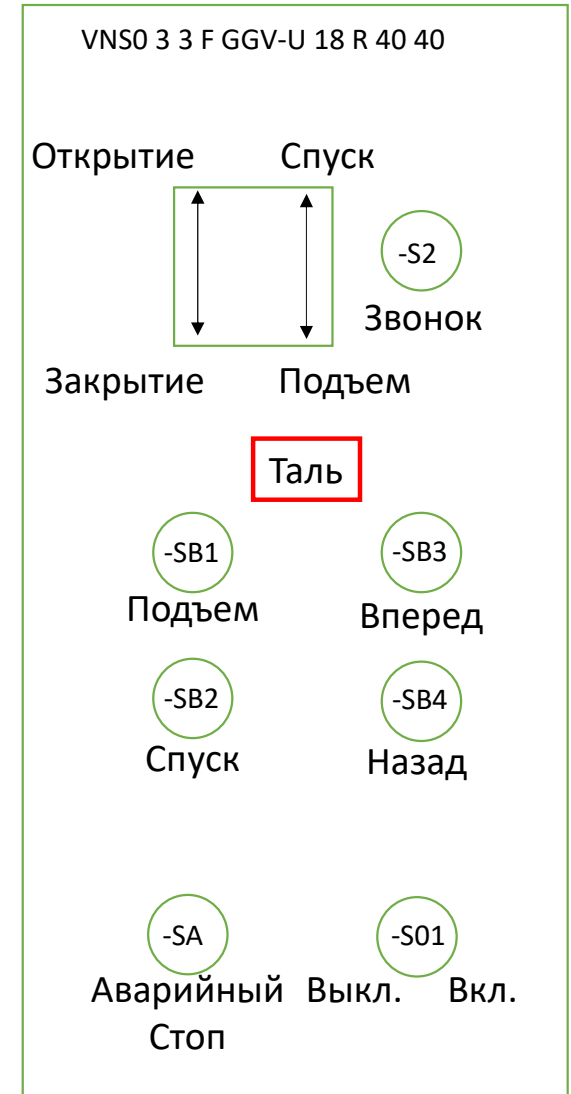 VNS0 3 3 F GGV-U 18 R 40 40
Открытие Спуск
-S2
Звонок
Закрытие Подъем
Таль
-SB1 -SB3
Подъем Вперед
-SB2 -SB4
Спуск Назад
-SA -S01
Аварийный Выкл. Вкл.
Стоп